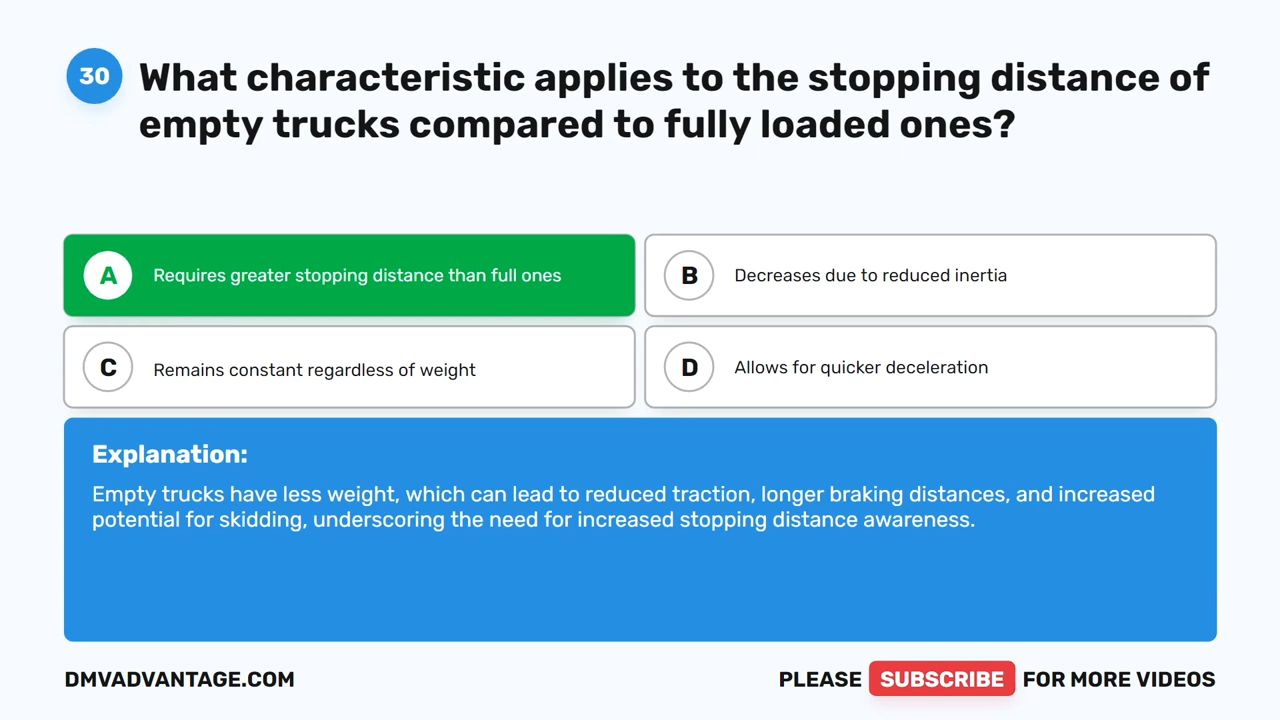 30
What characteristic applies to the stopping distance of
empty trucks compared to fully loaded ones?
A
Requires greater stopping distance than full ones
B
Decreases due to reduced inertia
C
Remains constant regardless of weight
D
Allows for quicker deceleration
Explanation:
Empty trucks have less weight, which can lead to reduced traction, longer braking distances, and increased
potential for skidding, underscoring the need for increased stopping distance awareness.
DMVADVANTAGE.COM
PLEASE SUBSCRIBE FOR MORE VIDEOS